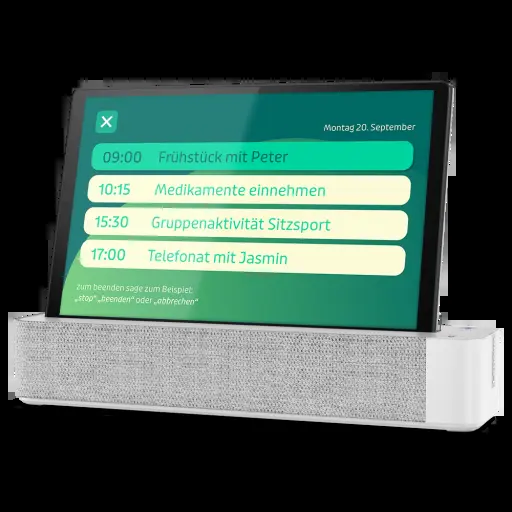 Montag 20. September
09:00 Frühstück mit Peter
10:15 Medikamente einnehmen
15:30 Gruppenaktivität Sitzsport
17:00 Telefonat mit Jasmin
zum beenden sage zum Beispiel:
„stop“ „beenden“ oder „abbrechen“